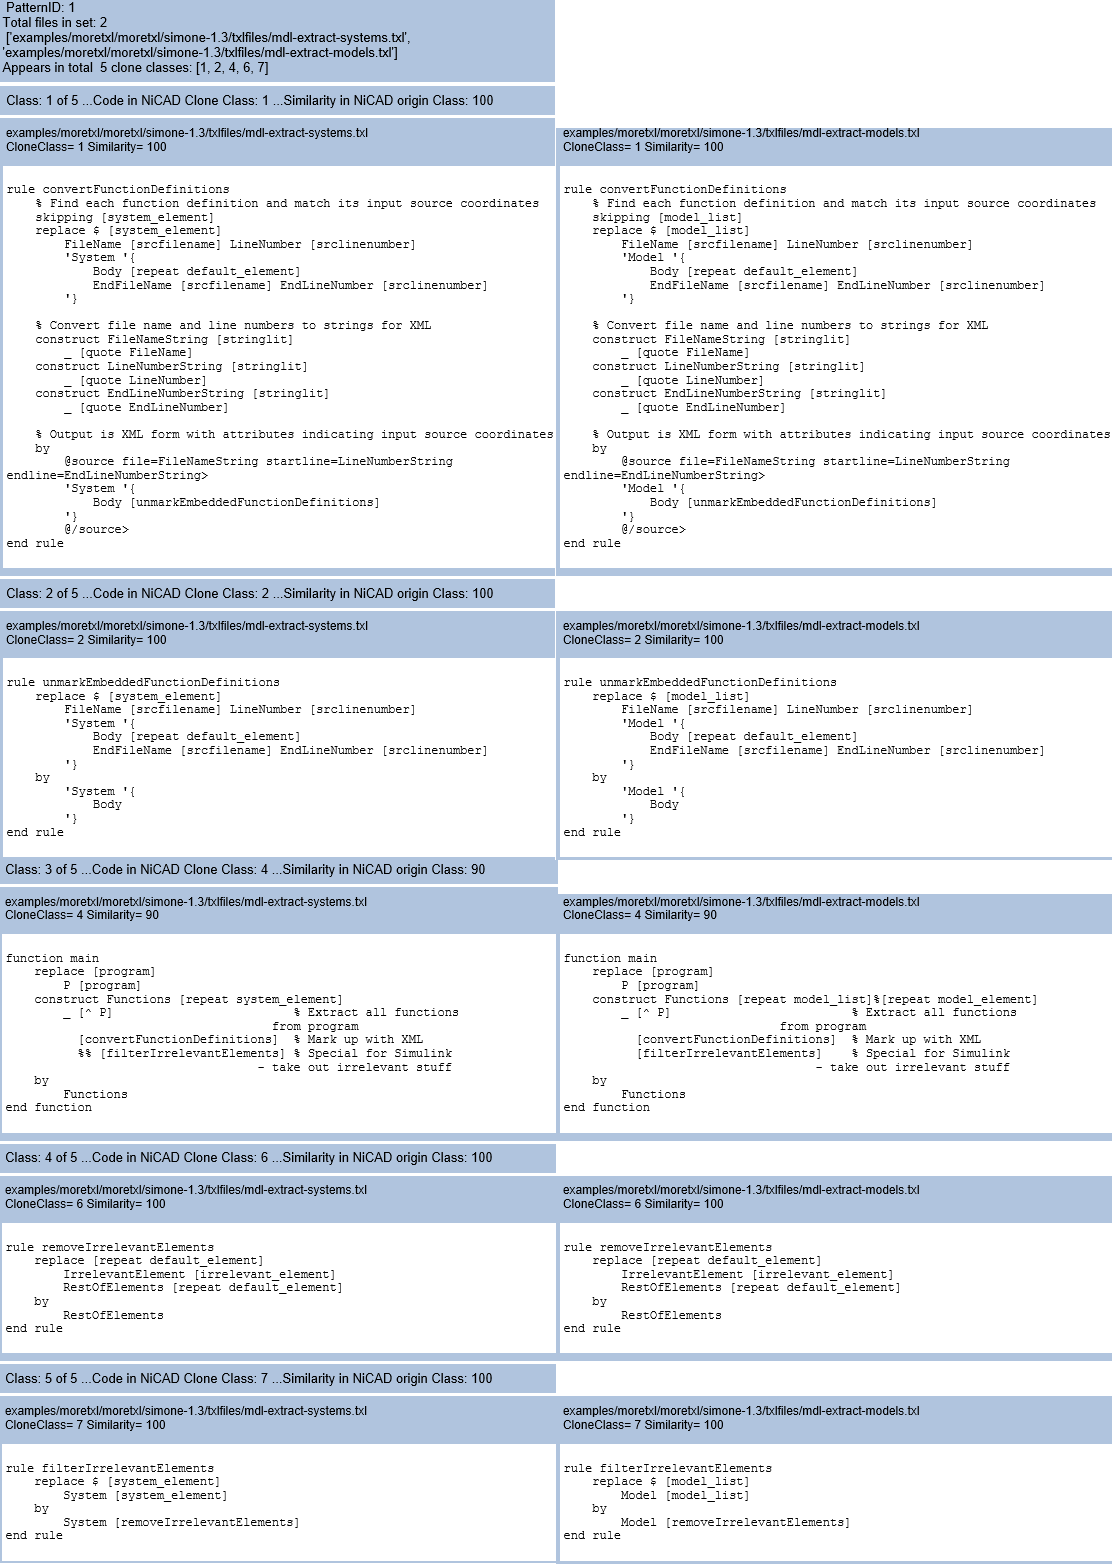 PatternID: 1
Total files in set: 2
['examples/moretxl/moretxl/simone-1.3/txlfiles/mdl-extract-systems.txl',
'examples/moretxl/moretxl/simone-1.3/txlfiles/mdl-extract-models.txl']
Appears in total  5 clone classes: [1, 2, 4, 6, 7]
Class: 1 of 5 ...Code in NiCAD Clone Class: 1 ...Similarity in NiCAD origin Class: 100
examples/moretxl/moretxl/simone-1.3/txlfiles/mdl-extract-systems.txl
CloneClass= 1 Similarity= 100
rule convertFunctionDefinitions
    % Find each function definition and match its input source coordinates
    skipping [system_element]
    replace $ [system_element]
        FileName [srcfilename] LineNumber [srclinenumber]
        'System '{
            Body [repeat default_element]
            EndFileName [srcfilename] EndLineNumber [srclinenumber]
        '}
    % Convert file name and line numbers to strings for XML
    construct FileNameString [stringlit]
        _ [quote FileName]
    construct LineNumberString [stringlit]
        _ [quote LineNumber]
    construct EndLineNumberString [stringlit]
        _ [quote EndLineNumber]
    % Output is XML form with attributes indicating input source coordinates
    by
        @source file=FileNameString startline=LineNumberString
endline=EndLineNumberString>
        'System '{
            Body [unmarkEmbeddedFunctionDefinitions]
        '}
        @/source>
end rule
examples/moretxl/moretxl/simone-1.3/txlfiles/mdl-extract-models.txl
CloneClass= 1 Similarity= 100
rule convertFunctionDefinitions
    % Find each function definition and match its input source coordinates
    skipping [model_list]
    replace $ [model_list]
        FileName [srcfilename] LineNumber [srclinenumber]
        'Model '{
            Body [repeat default_element]
            EndFileName [srcfilename] EndLineNumber [srclinenumber]
        '}
    % Convert file name and line numbers to strings for XML
    construct FileNameString [stringlit]
        _ [quote FileName]
    construct LineNumberString [stringlit]
        _ [quote LineNumber]
    construct EndLineNumberString [stringlit]
        _ [quote EndLineNumber]
    % Output is XML form with attributes indicating input source coordinates
    by
        @source file=FileNameString startline=LineNumberString
endline=EndLineNumberString>
        'Model '{
            Body [unmarkEmbeddedFunctionDefinitions]
        '}
        @/source>
end rule
Class: 2 of 5 ...Code in NiCAD Clone Class: 2 ...Similarity in NiCAD origin Class: 100
examples/moretxl/moretxl/simone-1.3/txlfiles/mdl-extract-systems.txl
CloneClass= 2 Similarity= 100
rule unmarkEmbeddedFunctionDefinitions
    replace $ [system_element]
        FileName [srcfilename] LineNumber [srclinenumber]
        'System '{
            Body [repeat default_element]
            EndFileName [srcfilename] EndLineNumber [srclinenumber]
        '}
    by
        'System '{
            Body
        '}
end rule
examples/moretxl/moretxl/simone-1.3/txlfiles/mdl-extract-models.txl
CloneClass= 2 Similarity= 100
rule unmarkEmbeddedFunctionDefinitions
    replace $ [model_list]
        FileName [srcfilename] LineNumber [srclinenumber]
        'Model '{
            Body [repeat default_element]
            EndFileName [srcfilename] EndLineNumber [srclinenumber]
        '}
    by
        'Model '{
            Body
        '}
end rule
Class: 3 of 5 ...Code in NiCAD Clone Class: 4 ...Similarity in NiCAD origin Class: 90
examples/moretxl/moretxl/simone-1.3/txlfiles/mdl-extract-systems.txl
CloneClass= 4 Similarity= 90
function main
    replace [program]
        P [program]
    construct Functions [repeat system_element]
        _ [^ P]                         % Extract all functions
                                     from program
          [convertFunctionDefinitions]  % Mark up with XML
          %% [filterIrrelevantElements] % Special for Simulink
                                   - take out irrelevant stuff
    by
        Functions
end function
examples/moretxl/moretxl/simone-1.3/txlfiles/mdl-extract-models.txl
CloneClass= 4 Similarity= 90
function main
    replace [program]
        P [program]
    construct Functions [repeat model_list]%[repeat model_element]
        _ [^ P]                         % Extract all functions
                              from program
          [convertFunctionDefinitions]  % Mark up with XML
          [filterIrrelevantElements]    % Special for Simulink
                                   - take out irrelevant stuff
    by
        Functions
end function
Class: 4 of 5 ...Code in NiCAD Clone Class: 6 ...Similarity in NiCAD origin Class: 100
examples/moretxl/moretxl/simone-1.3/txlfiles/mdl-extract-systems.txl
CloneClass= 6 Similarity= 100
rule removeIrrelevantElements
    replace [repeat default_element]
        IrrelevantElement [irrelevant_element]
        RestOfElements [repeat default_element]
    by
        RestOfElements
end rule
examples/moretxl/moretxl/simone-1.3/txlfiles/mdl-extract-models.txl
CloneClass= 6 Similarity= 100
rule removeIrrelevantElements
    replace [repeat default_element]
        IrrelevantElement [irrelevant_element]
        RestOfElements [repeat default_element]
    by
        RestOfElements
end rule
Class: 5 of 5 ...Code in NiCAD Clone Class: 7 ...Similarity in NiCAD origin Class: 100
examples/moretxl/moretxl/simone-1.3/txlfiles/mdl-extract-systems.txl
CloneClass= 7 Similarity= 100
rule filterIrrelevantElements
    replace $ [system_element]
        System [system_element]
    by
        System [removeIrrelevantElements]
end rule
examples/moretxl/moretxl/simone-1.3/txlfiles/mdl-extract-models.txl
CloneClass= 7 Similarity= 100
rule filterIrrelevantElements
    replace $ [model_list]
        Model [model_list]
    by
        Model [removeIrrelevantElements]
end rule